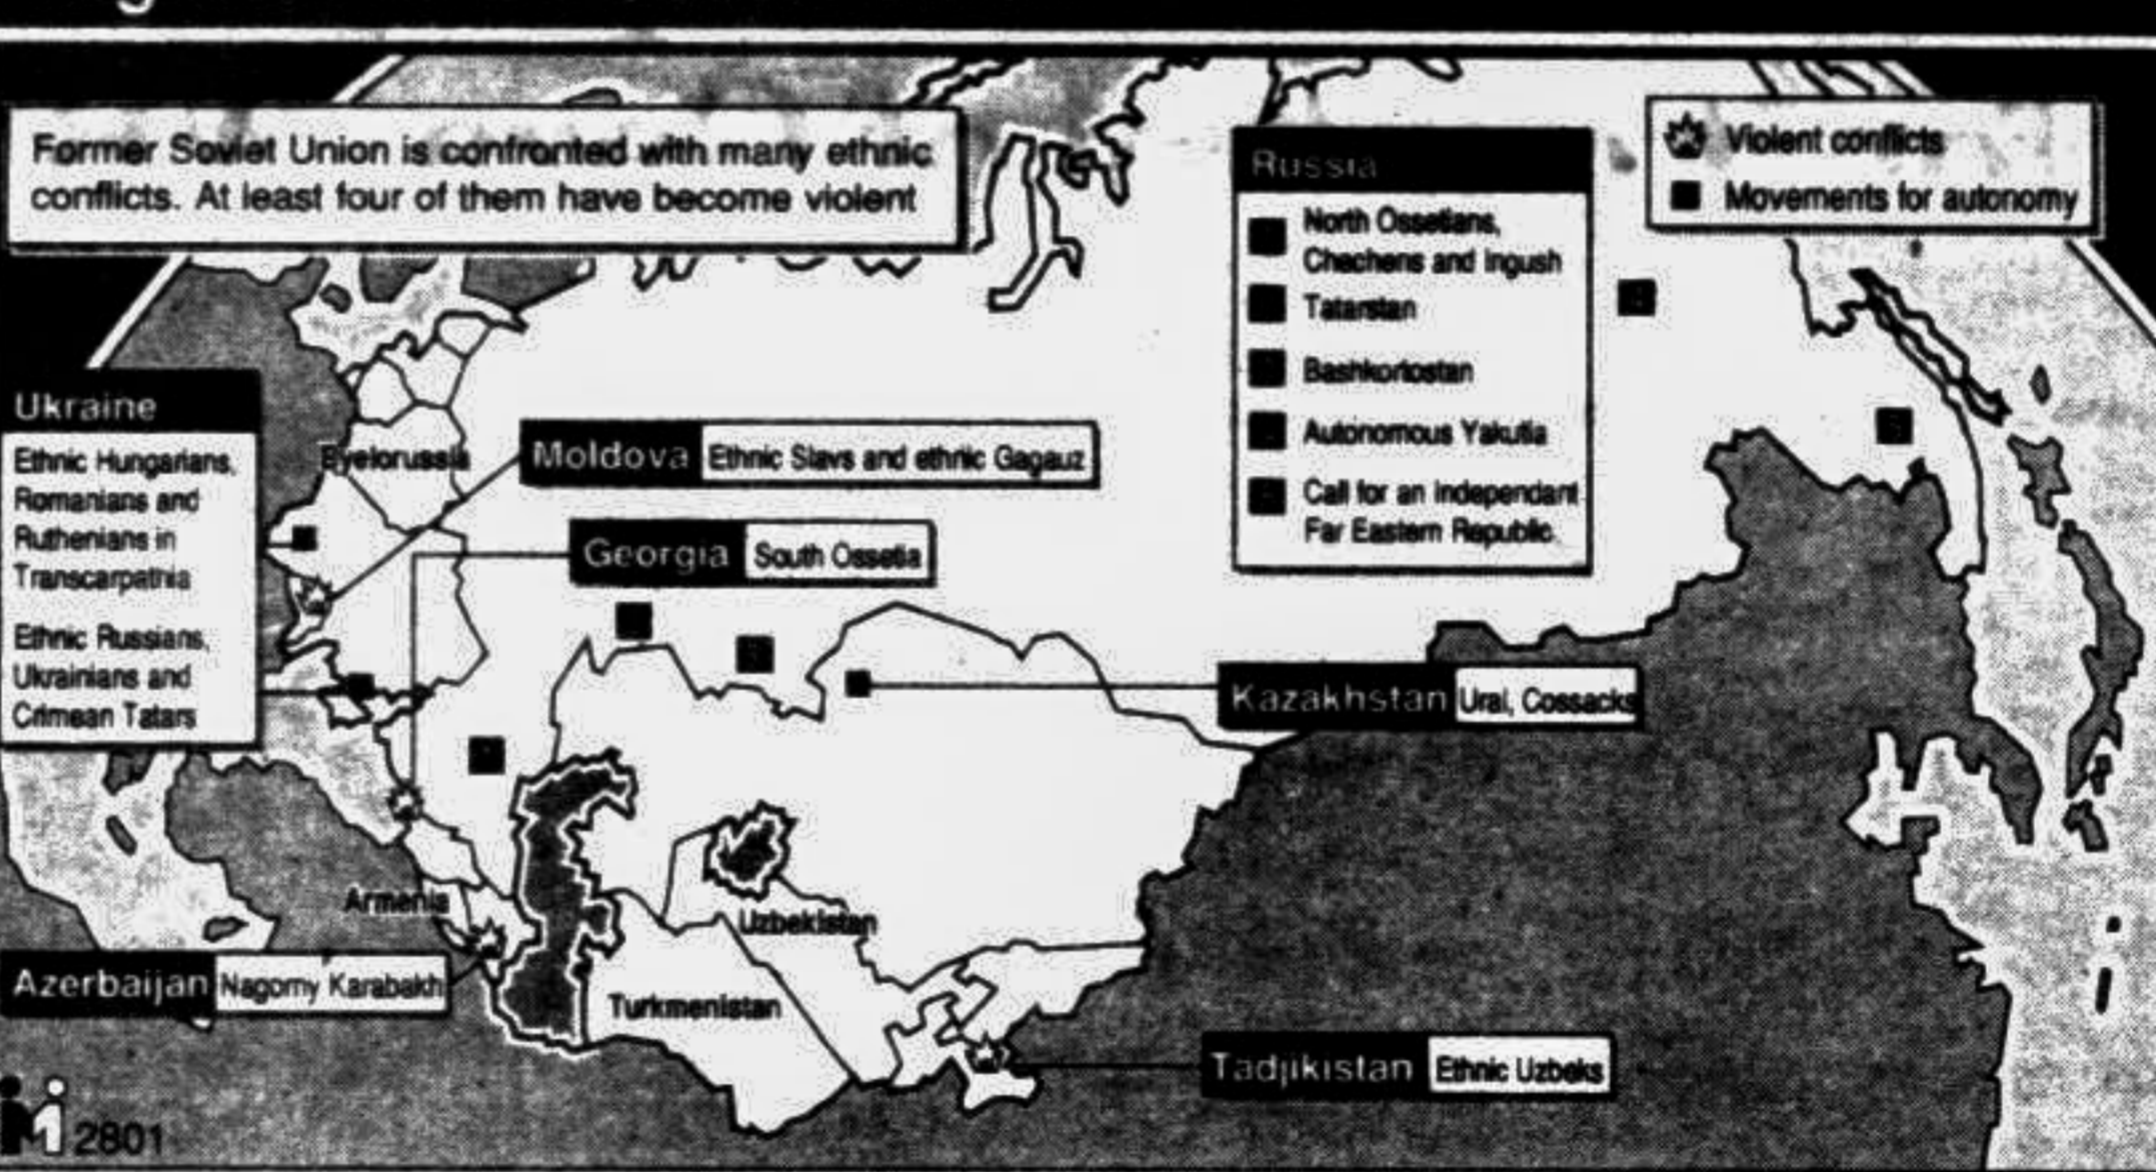 Former Soviet Union is confronted with many ethnic
conflicts. At least four of them have become violent
Violent conflicts
Movements for autonomy
Russia
North Ossetians,
Chechens and Ingush
Tatarstan
Bashkortostan
Autonomous Yakutia
Call for an independant
Far Eastern Republic
Ukraine
Ethnic Hungarians,
Romanians and
Ruthenians in
Transcarpathia
Ethnic Russians,
Ukrainians and
Crimean Tatars
Byelorussia
Moldova Ethnic Slavs and ethnic Gagauz
Georgia South Ossetia
Kazakhstan Ural, Cossacks
Armenia
Uzbekistan
Azerbaijan Nagorny Karabakh
Turkmenistan
Tadjikistan Ethnic Uzbeks
2801